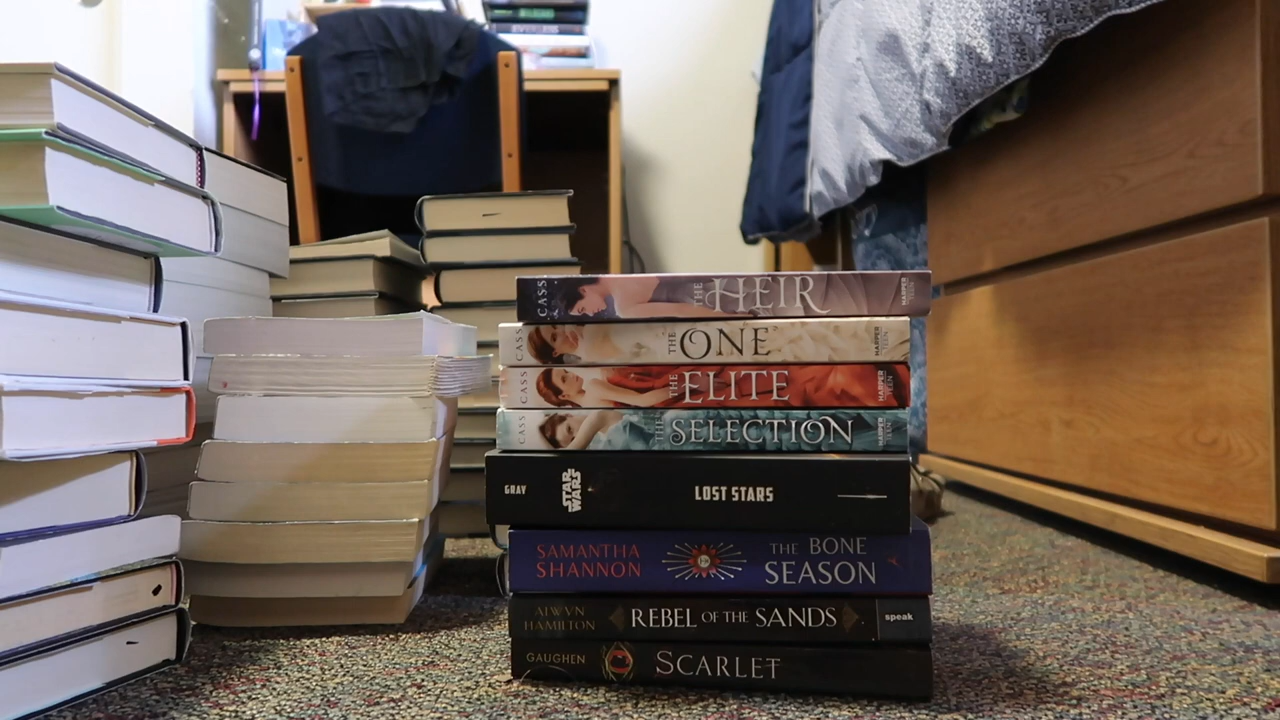 CASS THE HEIR HARPER TEEN
CASS THE ONE HARPER TEEN
CASS THE ELITE HARPER TEEN
CASS THE SELECTION HARPER TEEN
GRAY STAR WARS LOST STARS
SAMANTHA SHANNON THE BONE SEASON
ALWYN HAMILTON REBEL OF THE SANDS speak
GAUGHEN SCARLET